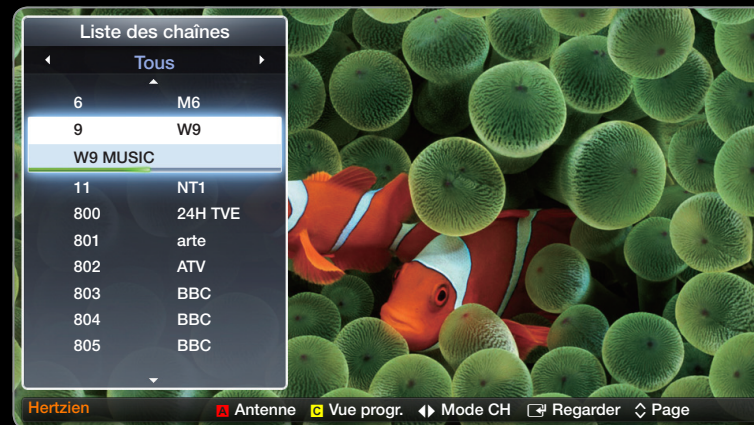 Liste des chaînes
Tous
6 M6
9 W9
W9 MUSIC
11 NT1
800 24H TVE
801 arte
802 ATV
803 BBC
804 BBC
805 BBC
Hertzien A Antenne C Vue progr. Mode CH Regarder Page